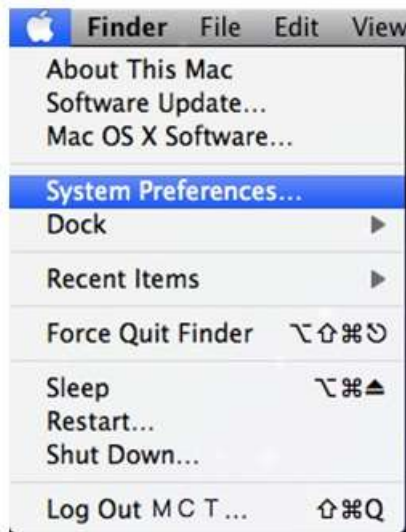 Finder File Edit View
About This Mac
Software Update...
Mac OS X Software...
System Preferences...
Dock
Recent Items
Force Quit Finder ⌥⇧⌘⎋
Sleep ⌥⌘⏏
Restart...
Shut Down...
Log Out M C T... ⇧⌘Q